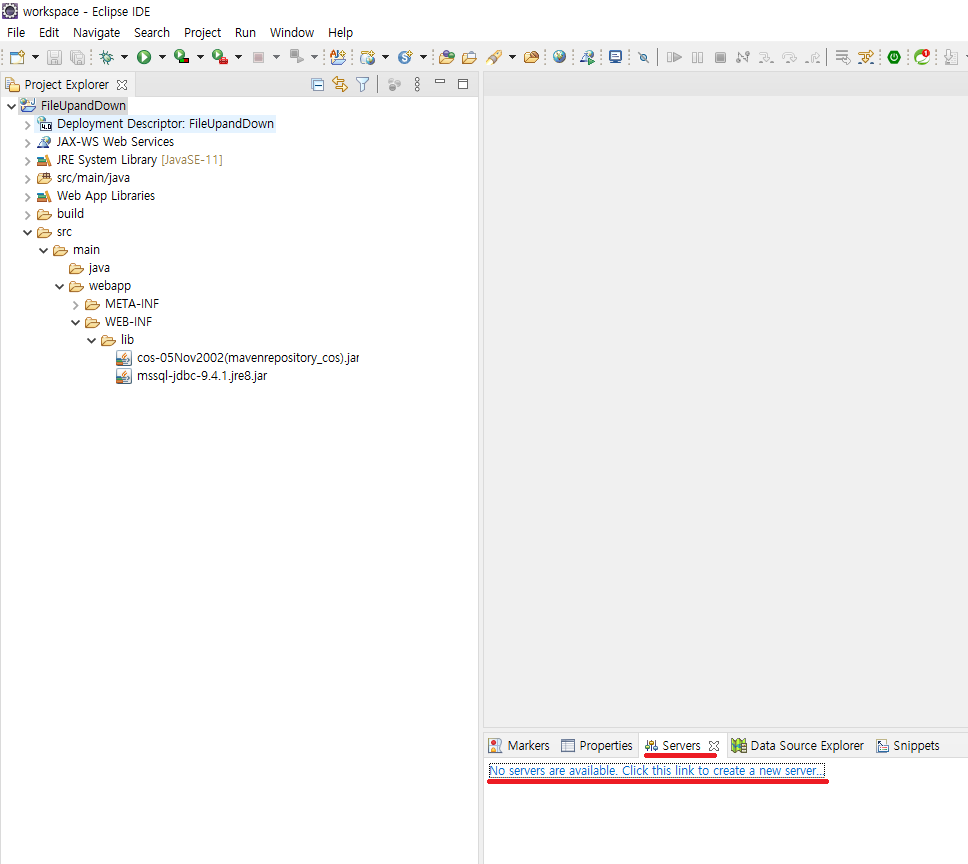 workspace - Eclipse IDE
File Edit Navigate Search Project Run Window Help
Project Explorer
FileUpandDown
Deployment Descriptor: FileUpandDown
JAX-WS Web Services
JRE System Library [JavaSE-11]
src/main/java
Web App Libraries
build
src
main
java
webapp
META-INF
WEB-INF
lib
cos-05Nov2002(mavenrepository_cos).jar
mssql-jdbc-9.4.1.jre8.jar
Markers Properties Servers Data Source Explorer Snippets
No servers are available. Click this link to create a new server...